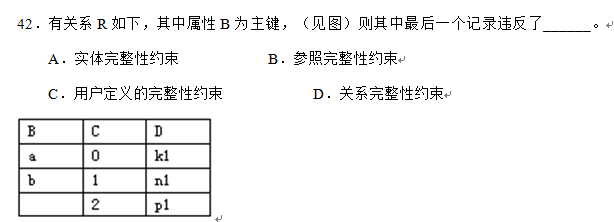 42．有关系 R 如下，其中属性 B 为主键，（见图）则其中最后一个记录违反了______。
A．实体完整性约束 B．参照完整性约束
C．用户定义的完整性约束 D．关系完整性约束
B C D
a 0 k1
b 1 n1
2 p1